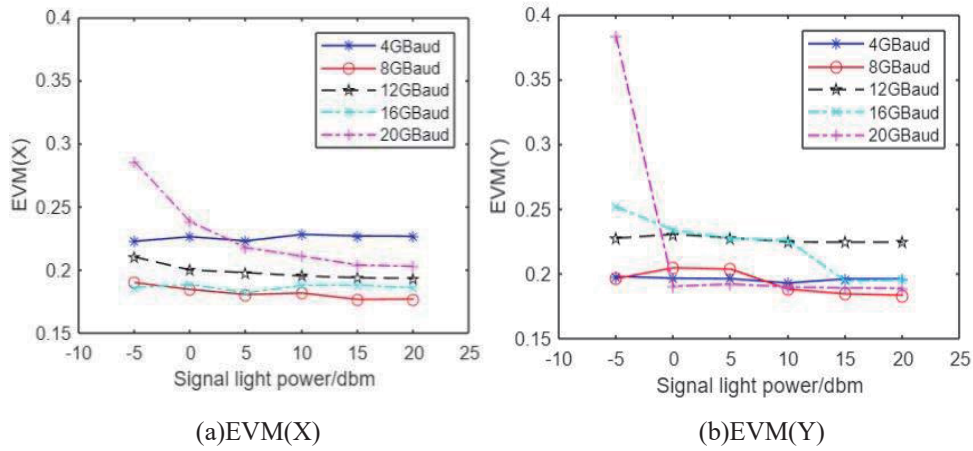 0.4
0.35
0.3
0.25
0.2
0.15
EVM(X)
4GBaud
8GBaud
12GBaud
16GBaud
20GBaud
-10 -5 0 5 10 15 20 25
Signal light power/dbm
(a)EVM(X)
0.4
0.35
0.3
0.25
0.2
0.15
EVM(Y)
4GBaud
8GBaud
12GBaud
16GBaud
20GBaud
-10 -5 0 5 10 15 20 25
Signal light power/dbm
(b)EVM(Y)